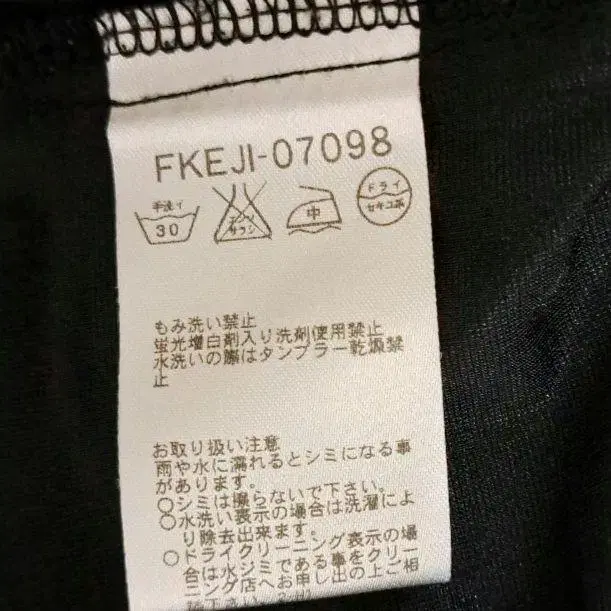 FKEJI-07098
手洗イ
30
エンソ
サラシ
中
ドライ
セキユ系
もみ洗い禁止
蛍光増白剤入り洗剤使用禁止
水洗いの際はタンブラー乾燥禁
止
お取り扱い注意
雨や水に濡れるとシミになる事
があります。
○シミは擦らないで下さい。
○水洗い表示の場合は洗濯によ
り除去出来ます。
○ドライクリーニング表示の場
合は水ジミである事をクリー
ニング店へお申し出の上ご相
談下さい。